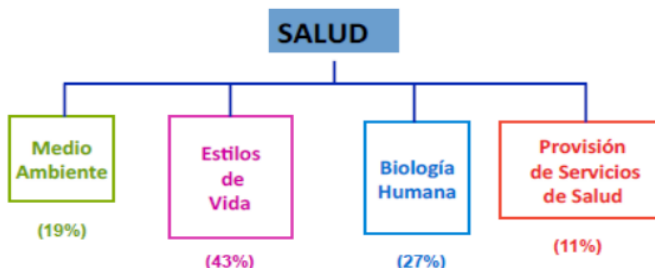 SALUD
Medio
Ambiente
(19%)
Estilos
de
Vida
(43%)
Biología
Humana
(27%)
Provisión
de Servicios
de Salud
(11%)